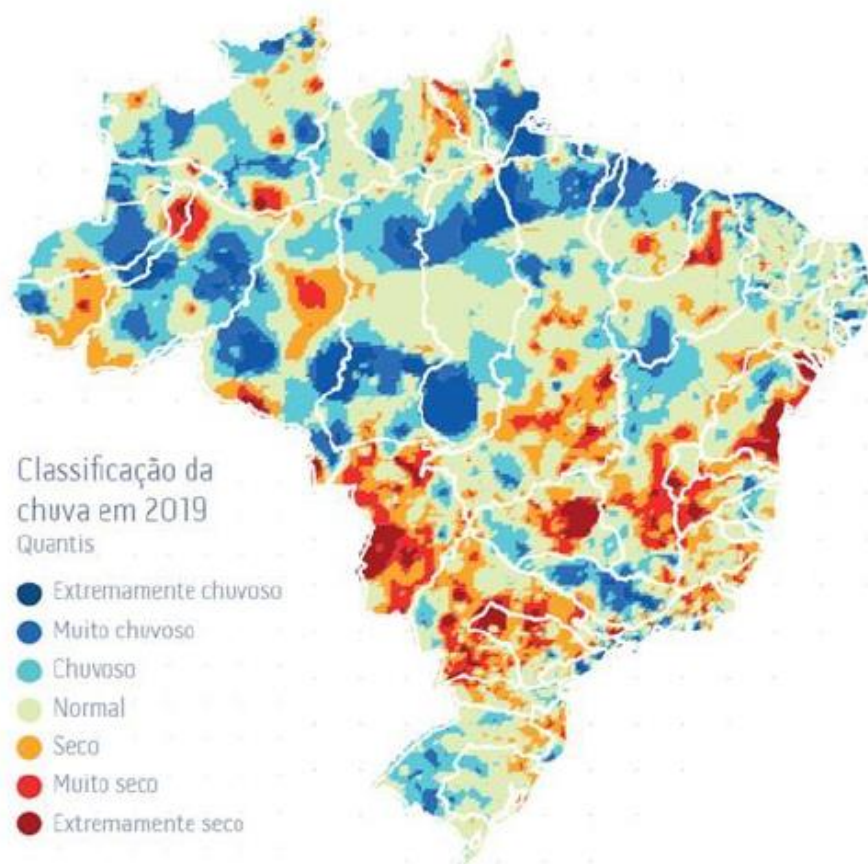 Classificação da
chuva em 2019
Quantis
Extremamente chuvoso
Muito chuvoso
Chuvoso
Normal
Seco
Muito seco
Extremamente seco